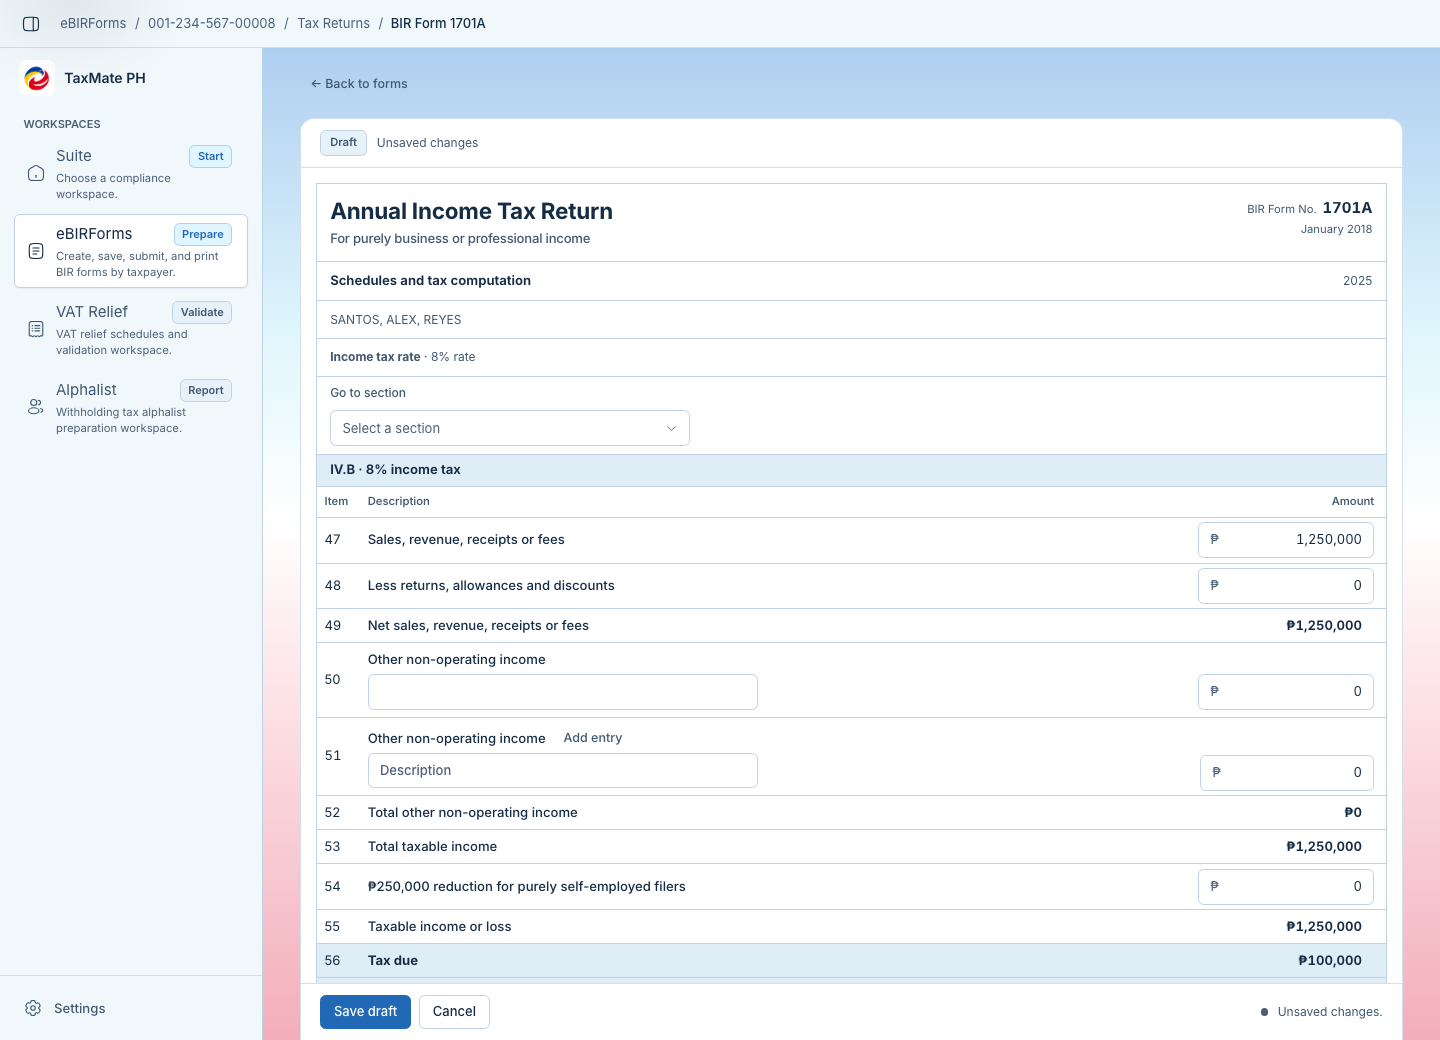 eBIRForms / 001-234-567-00008 / Tax Returns / BIR Form 1701A
TaxMate PH
WORKSPACES
Suite
Start
Choose a compliance
workspace.
eBIRForms
Prepare
Create, save, submit, and print
BIR forms by taxpayer.
VAT Relief
Validate
VAT relief schedules and
validation workspace.
Alphalist
Report
Withholding tax alphalist
preparation workspace.
Settings
← Back to forms
Draft Unsaved changes
Annual Income Tax Return
For purely business or professional income
BIR Form No. 1701A
January 2018
Schedules and tax computation 2025
SANTOS, ALEX, REYES
Income tax rate · 8% rate
Go to section
Select a section
IV.B · 8% income tax
Item Description Amount
47 Sales, revenue, receipts or fees ₱ 1,250,000
48 Less returns, allowances and discounts ₱ 0
49 Net sales, revenue, receipts or fees ₱1,250,000
50 Other non-operating income ₱ 0
51 Other non-operating income Add entry
Description ₱ 0
52 Total other non-operating income ₱0
53 Total taxable income ₱1,250,000
54 ₱250,000 reduction for purely self-employed filers ₱ 0
55 Taxable income or loss ₱1,250,000
56 Tax due ₱100,000
Save draft Cancel Unsaved changes.